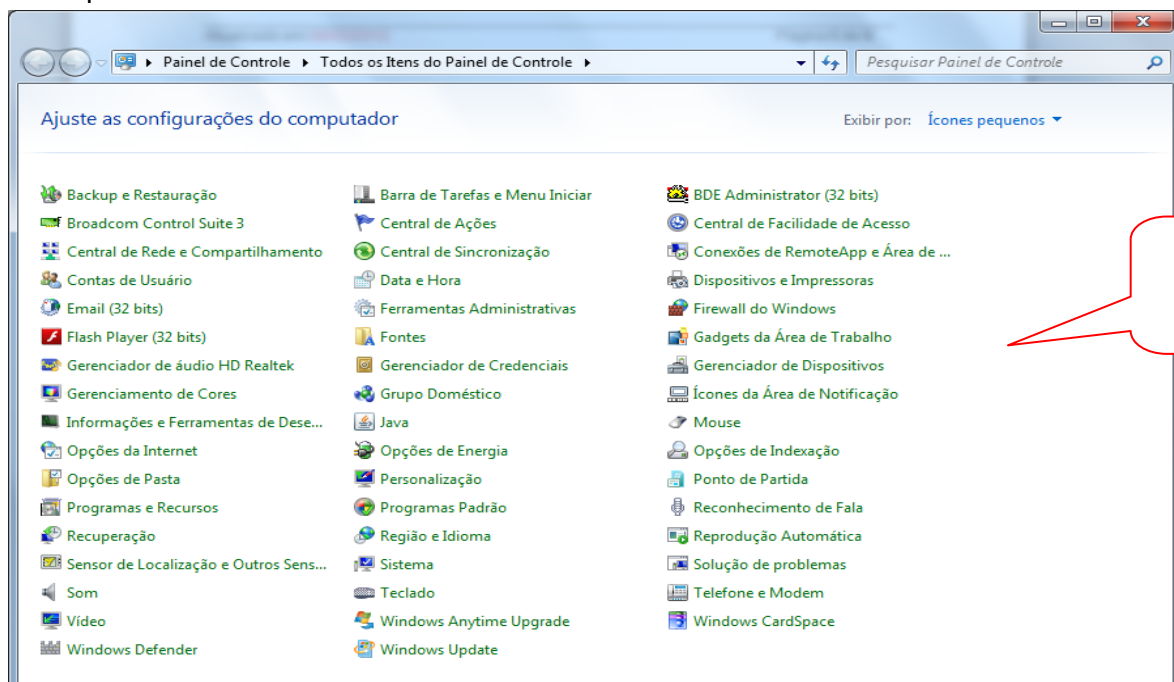 Painel de Controle Todos os Itens do Painel de Controle Pesquisar Painel de Controle
Ajuste as configurações do computador Exibir por: Ícones pequenos
Backup e Restauração Barra de Tarefas e Menu Iniciar BDE Administrator (32 bits)
Broadcom Control Suite 3 Central de Ações Central de Facilidade de Acesso
Central de Rede e Compartilhamento Central de Sincronização Conexões de RemoteApp e Área de ...
Contas de Usuário Data e Hora Dispositivos e Impressoras
Email (32 bits) Ferramentas Administrativas Firewall do Windows
Flash Player (32 bits) Fontes Gadgets da Área de Trabalho
Gerenciador de áudio HD Realtek Gerenciador de Credenciais Gerenciador de Dispositivos
Gerenciamento de Cores Grupo Doméstico Ícones da Área de Notificação
Informações e Ferramentas de Dese... Java Mouse
Opções da Internet Opções de Energia Opções de Indexação
Opções de Pasta Personalização Ponto de Partida
Programas e Recursos Programas Padrão Reconhecimento de Fala
Recuperação Região e Idioma Reprodução Automática
Sensor de Localização e Outros Sens... Sistema Solução de problemas
Som Teclado Telefone e Modem
Vídeo Windows Anytime Upgrade Windows CardSpace
Windows Defender Windows Update